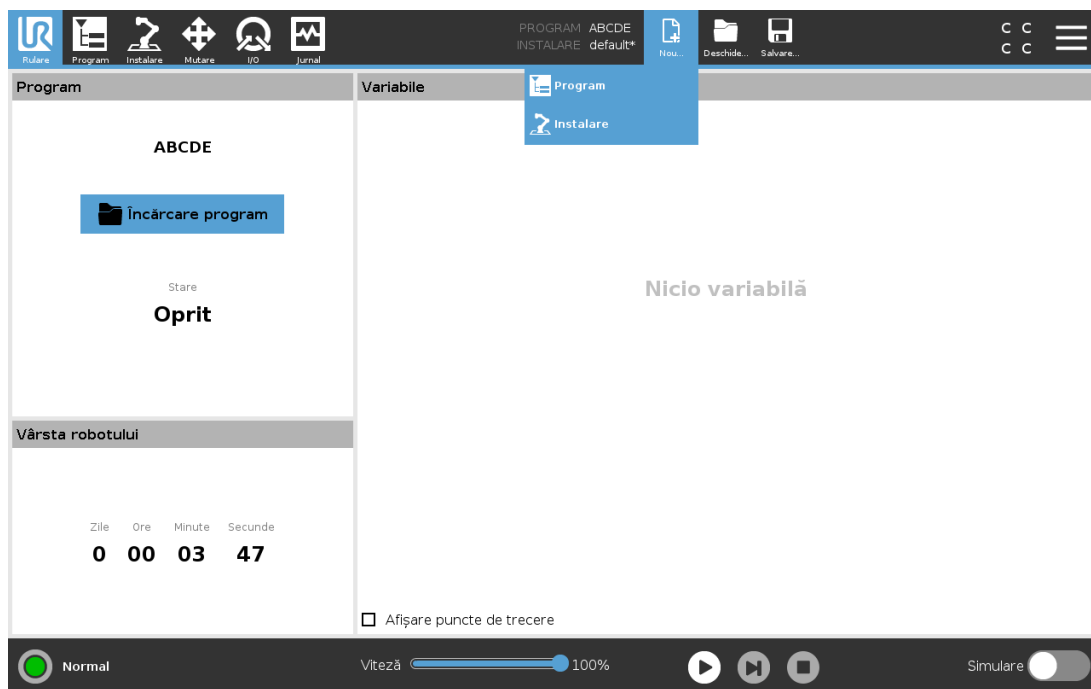 Rulare Program Instalare Mutare I/O Jurnal
PROGRAM ABCDE
INSTALARE default*
Nou... Deschide... Salvare...
C C
C C
Program
Instalare
Program
ABCDE
Încărcare program
Stare
Oprit
Variabile
Nicio variabilă
Vârsta robotului
Zile Ore Minute Secunde
0 00 03 47
Afișare puncte de trecere
Normal
Viteză 100%
Simulare